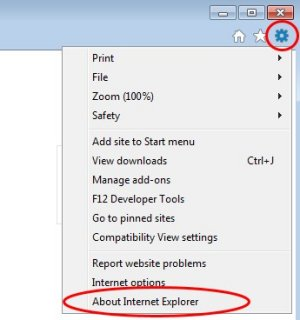 Print
File
Zoom (100%)
Safety
Add site to Start menu
View downloads Ctrl+J
Manage add-ons
F12 Developer Tools
Go to pinned sites
Compatibility View settings
Report website problems
Internet options
About Internet Explorer